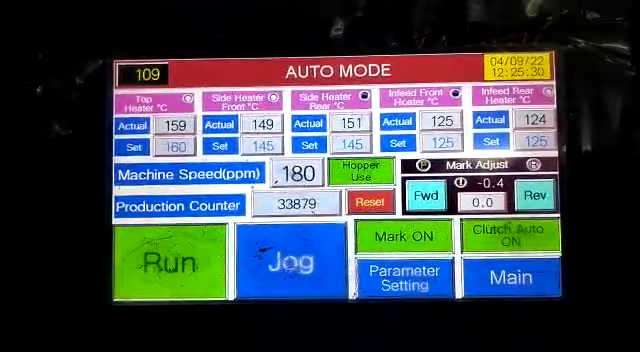 109
AUTO MODE
04/09/22
12:25:30
Top
Heater °C
Side Heater
Front °C
Side Heater
Rear °C
Infeed Front
Heater °C
Infeed Rear
Heater °C
Actual 159
Actual 149
Actual 151
Actual 125
Actual 124
Set 160
Set 145
Set 145
Set 125
Set 125
Machine Speed(ppm) 180
Hopper
Use
F Mark Adjust R
Fwd
-0.4
0.0
Rev
Production Counter 33879 Reset
Run
Jog
Mark ON
Clutch Auto
ON
Parameter
Setting
Main